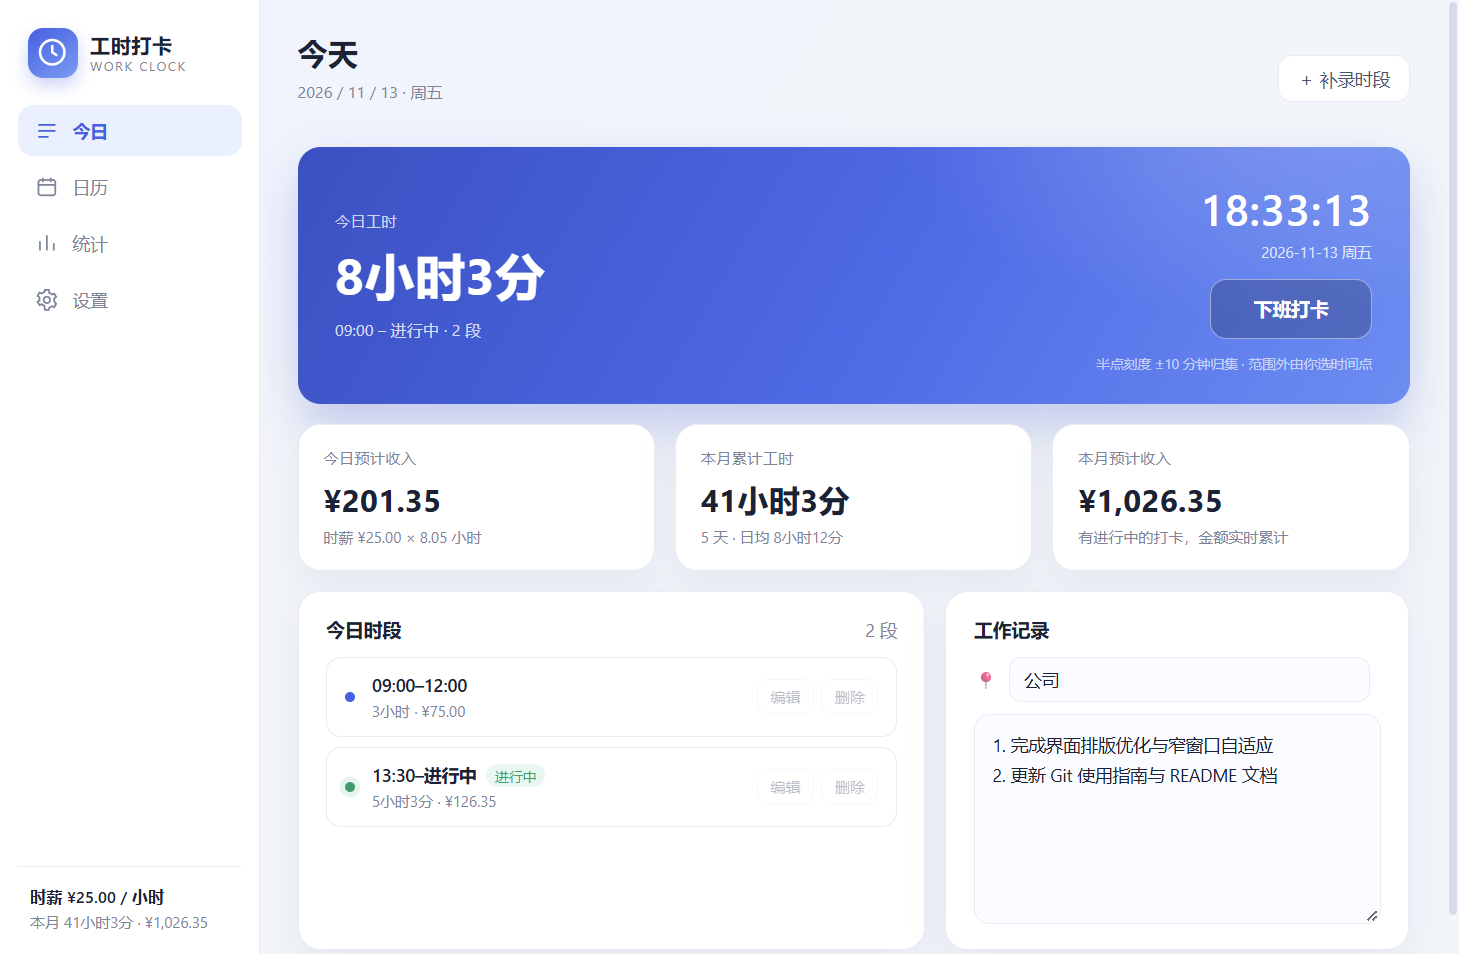 工时打卡
WORK CLOCK
今日
日历
统计
设置
时薪 ¥25.00 / 小时
本月 41小时3分 · ¥1,026.35
今天
2026 / 11 / 13 · 周五
+ 补录时段
今日工时
8小时3分
09:00 – 进行中 · 2 段
18:33:13
2026-11-13 周五
下班打卡
半点刻度 ±10 分钟归集 · 范围外由你选时间点
今日预计收入
¥201.35
时薪 ¥25.00 × 8.05 小时
本月累计工时
41小时3分
5 天 · 日均 8小时12分
本月预计收入
¥1,026.35
有进行中的打卡，金额实时累计
今日时段
2 段
09:00–12:00
3小时 · ¥75.00
编辑
删除
13:30–进行中
进行中
5小时3分 · ¥126.35
编辑
删除
工作记录
公司
1. 完成界面排版优化与窄窗口自适应
2. 更新 Git 使用指南与 README 文档